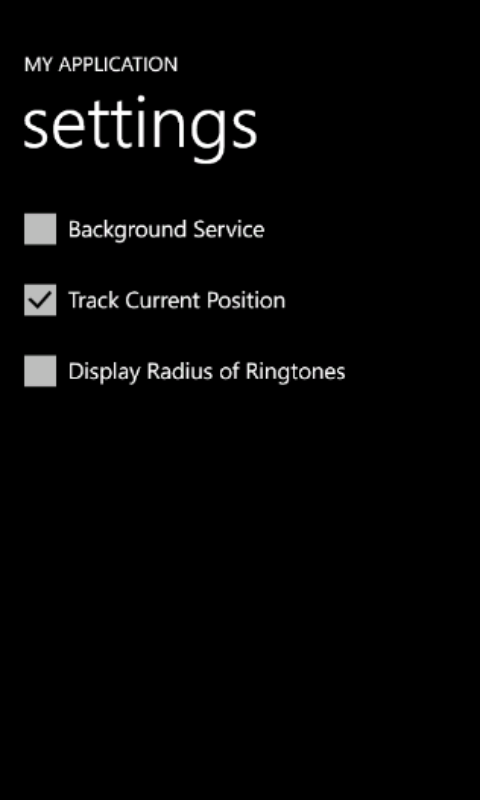 MY APPLICATION
settings
Background Service
Track Current Position
Display Radius of Ringtones